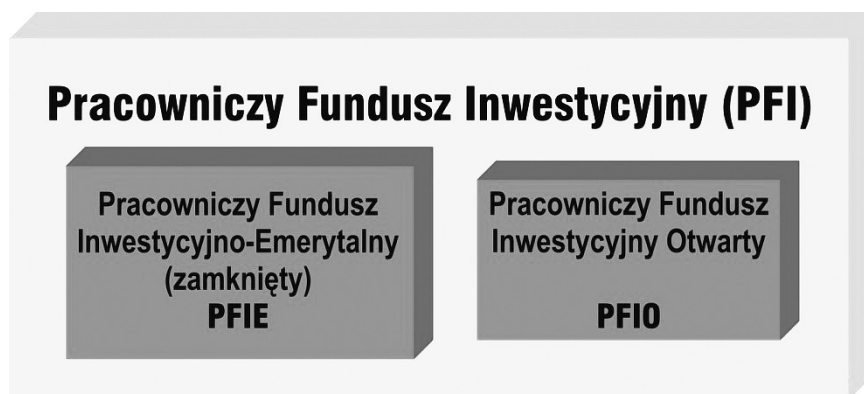 Pracowniczy Fundusz Inwestycyjny (PFI)
Pracowniczy Fundusz
Inwestycyjno-Emerytalny
(zamknięty)
PFIE
Pracowniczy Fundusz
Inwestycyjny Otwarty
PFIO